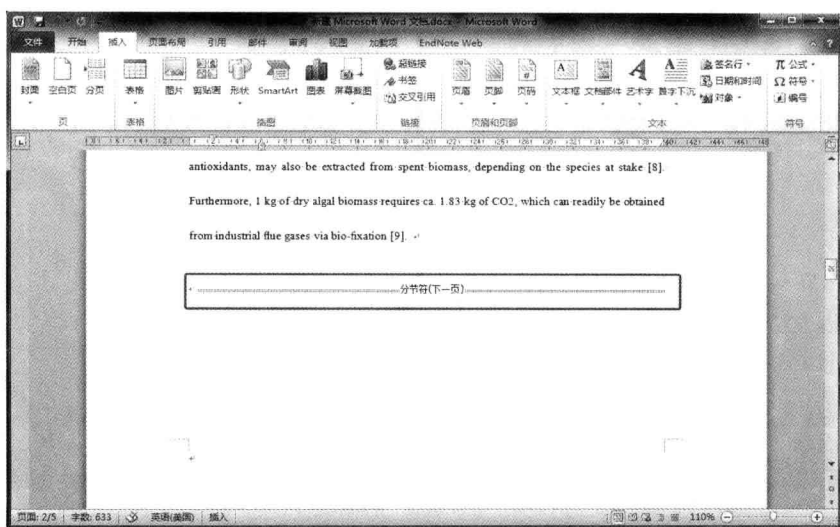 新建 Microsoft Word 文档.docx - Microsoft Word
文件 开始 插入 页面布局 引用 邮件 审阅 视图 加载项 EndNote Web
封面 空白页 分页 表格 图片 剪贴画 形状 SmartArt 图表 屏幕截图 超链接 书签 交叉引用 页眉 页脚 页码 文本框 文档部件 艺术字 首字下沉 签名行 日期和时间 对象 公式 符号 编号
页 表格 插图 链接 页眉和页脚 文本 符号
antioxidants, may also be extracted from spent biomass, depending on the species at stake [8].
Furthermore, 1 kg of dry algal biomass requires ca. 1.83 kg of CO2, which can readily be obtained
from industrial flue gases via bio-fixation [9].
分节符(下一页)
页面: 2/5 字数: 633 英语(美国) 插入 110%